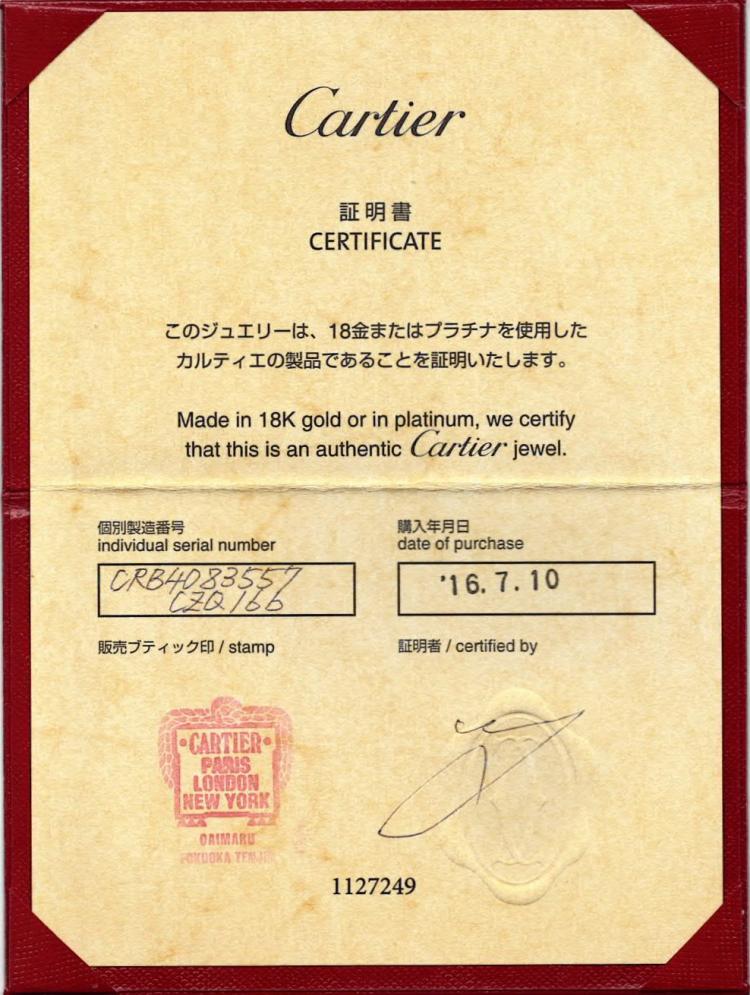 Cartier
証明書
CERTIFICATE
このジュエリーは、18金またはプラチナを使用した
カルティエの製品であることを証明いたします。
Made in 18K gold or in platinum, we certify
that this is an authentic Cartier jewel.
個別製造番号
individual serial number
CRB4083557
CZQ166
購入年月日
date of purchase
'16.7.10
販売ブティック印 / stamp
証明者 / certified by
CARTIER
PARIS
LONDON
NEW YORK
DAIMARU
FUKUOKA
1127249